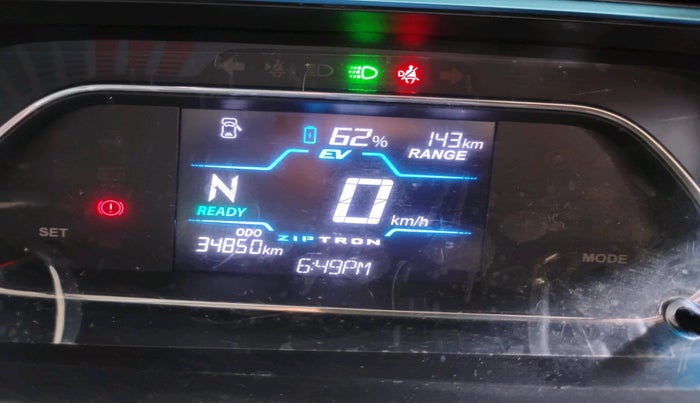 62% 143km
EV RANGE
N 0 km/h
READY
SET MODE
ODO ZIPTRON
34850km
6:49PM